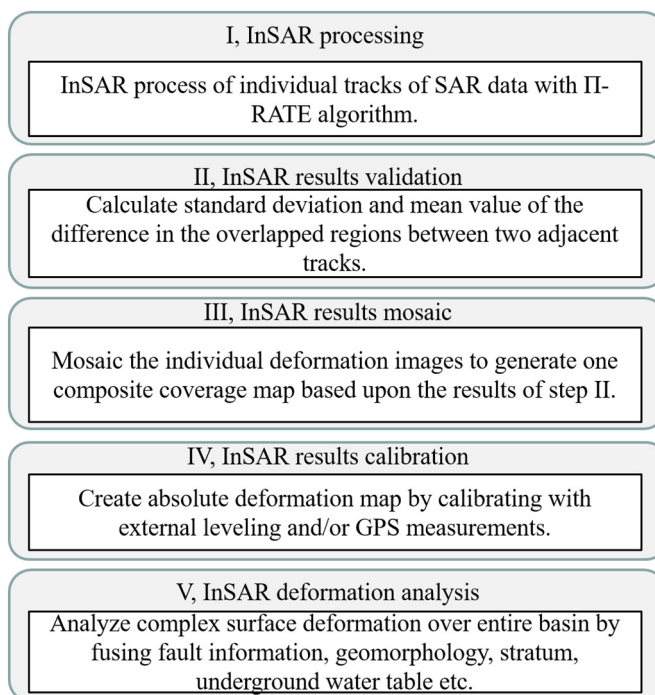 I, InSAR processing
InSAR process of individual tracks of SAR data with Π-
RATE algorithm.
II, InSAR results validation
Calculate standard deviation and mean value of the
difference in the overlapped regions between two adjacent
tracks.
III, InSAR results mosaic
Mosaic the individual deformation images to generate one
composite coverage map based upon the results of step II.
IV, InSAR results calibration
Create absolute deformation map by calibrating with
external leveling and/or GPS measurements.
V, InSAR deformation analysis
Analyze complex surface deformation over entire basin by
fusing fault information, geomorphology, stratum,
underground water table etc.